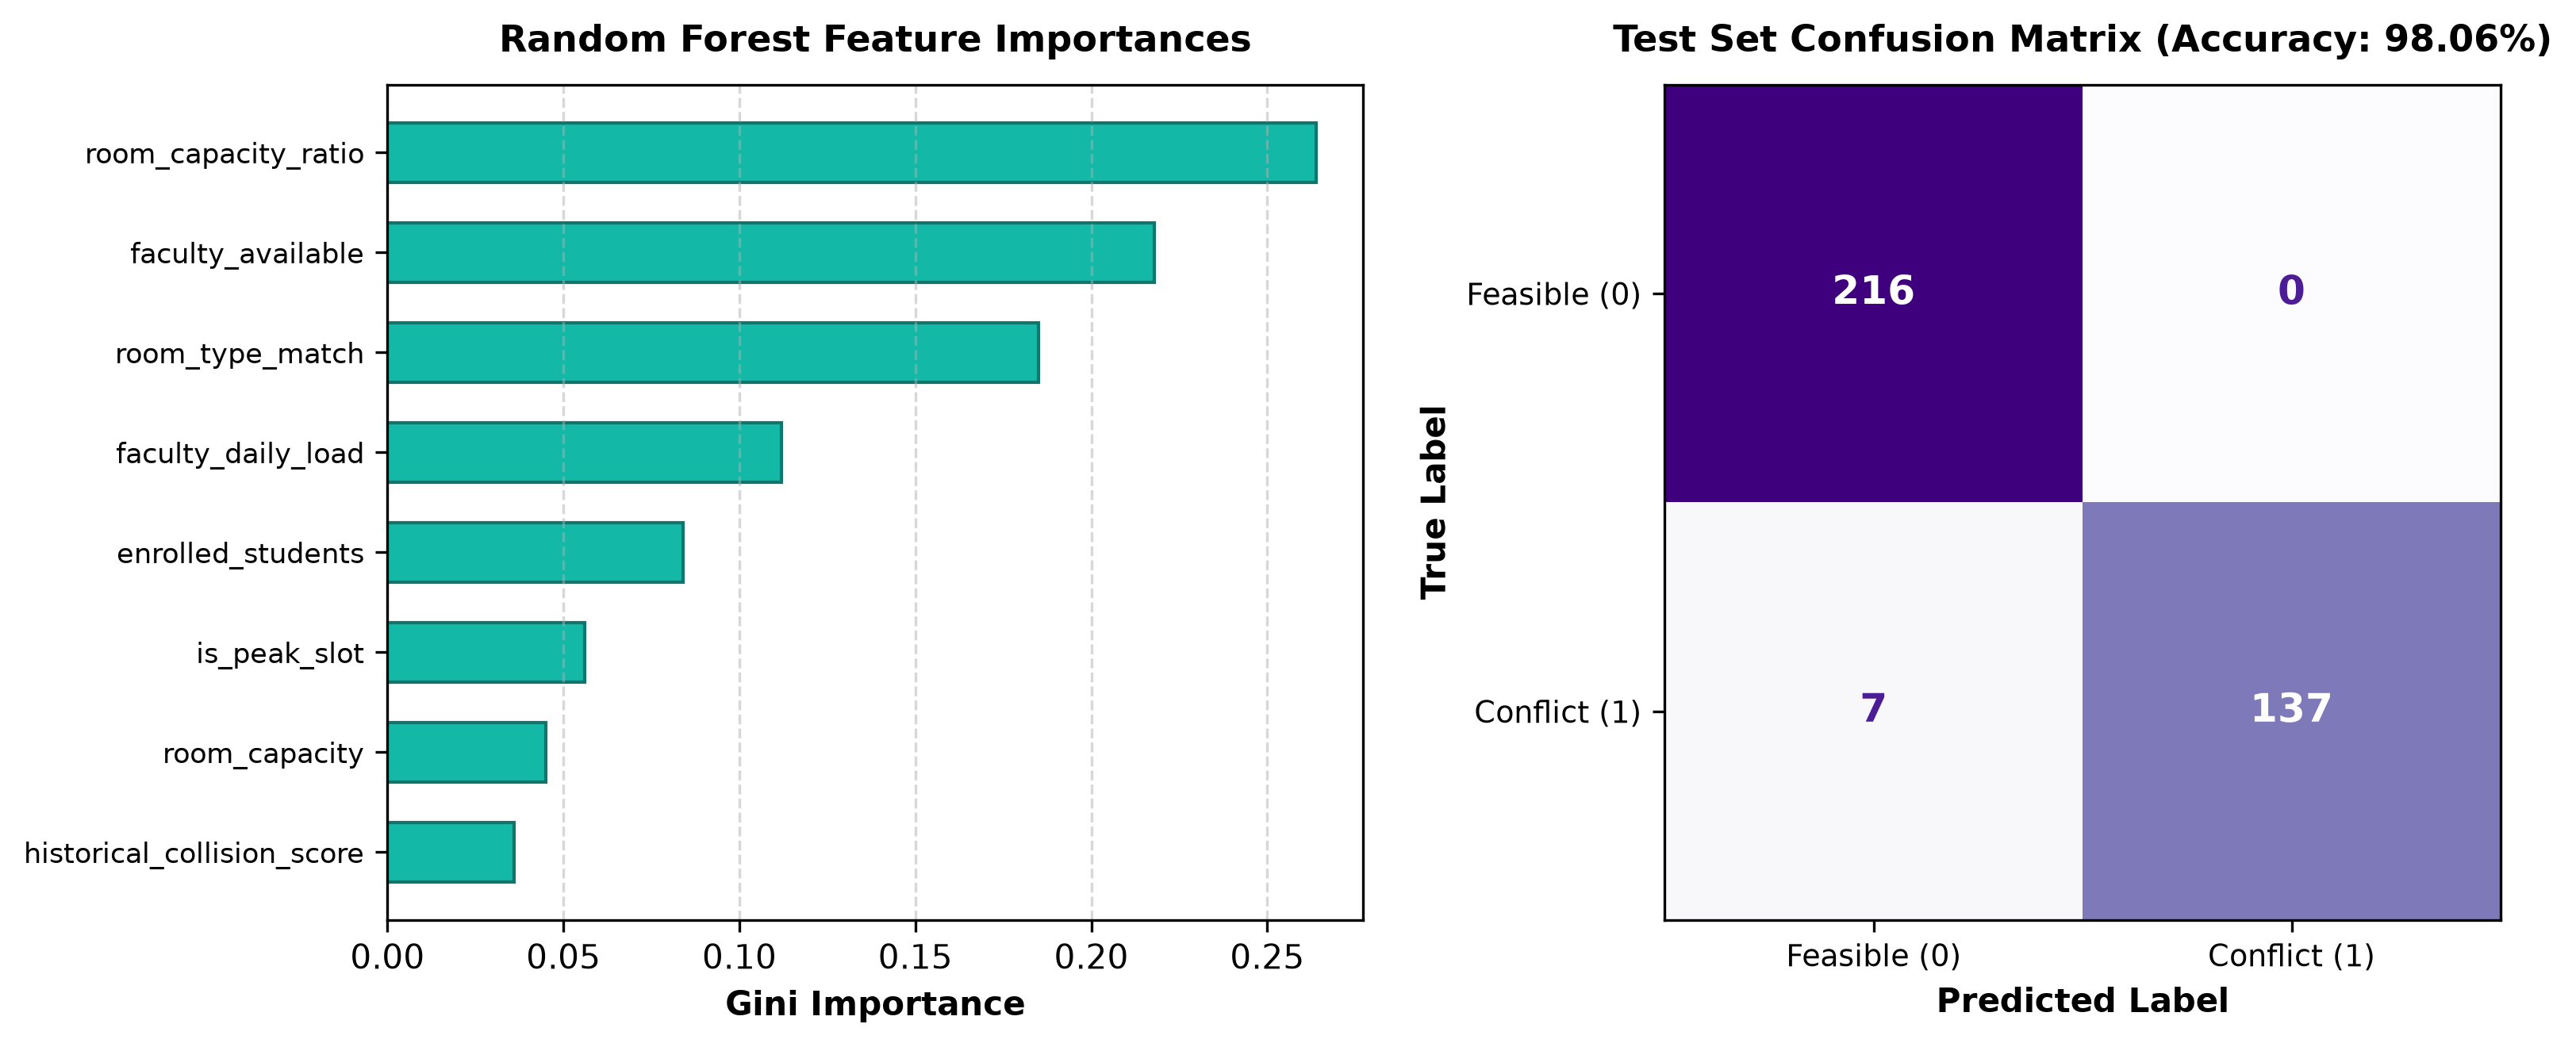 Random Forest Feature Importances
room_capacity_ratio
faculty_available
room_type_match
faculty_daily_load
enrolled_students
is_peak_slot
room_capacity
historical_collision_score
0.00 0.05 0.10 0.15 0.20 0.25
Gini Importance
Test Set Confusion Matrix (Accuracy: 98.06%)
True Label
Feasible (0)
216 0
Conflict (1)
7 137
Feasible (0) Conflict (1)
Predicted Label